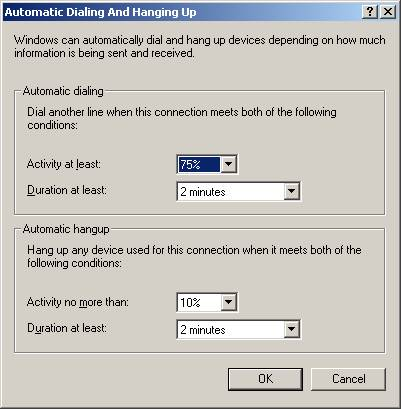 Automatic Dialing And Hanging Up
Windows can automatically dial and hang up devices depending on how much
information is being sent and received.
Automatic dialing
Dial another line when this connection meets both of the following
conditions:
Activity at least: 75%
Duration at least: 2 minutes
Automatic hangup
Hang up any device used for this connection when it meets both of the
following conditions:
Activity no more than: 10%
Duration at least: 2 minutes
OK Cancel